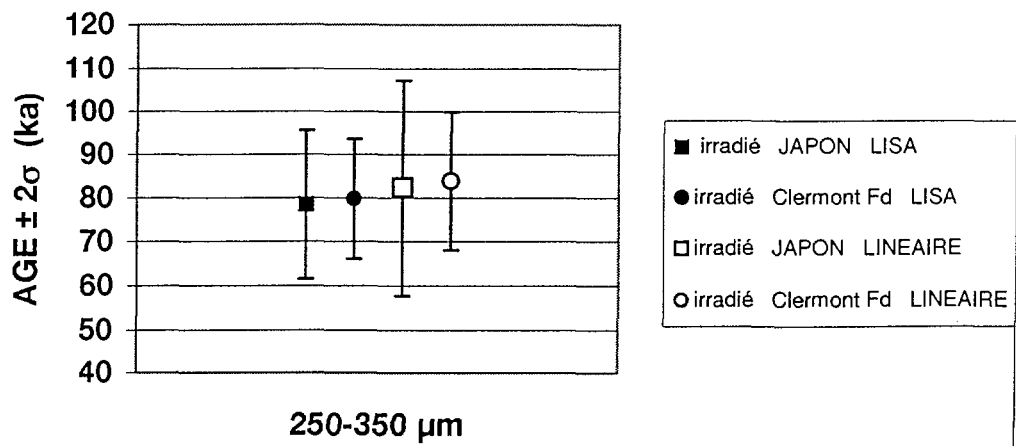 120
110
100
90
80
70
60
50
40
AGE ± 2σ (ka)
250-350 µm
irradié JAPON LISA
irradié Clermont Fd LISA
irradié JAPON LINEAIRE
irradié Clermont Fd LINEAIRE